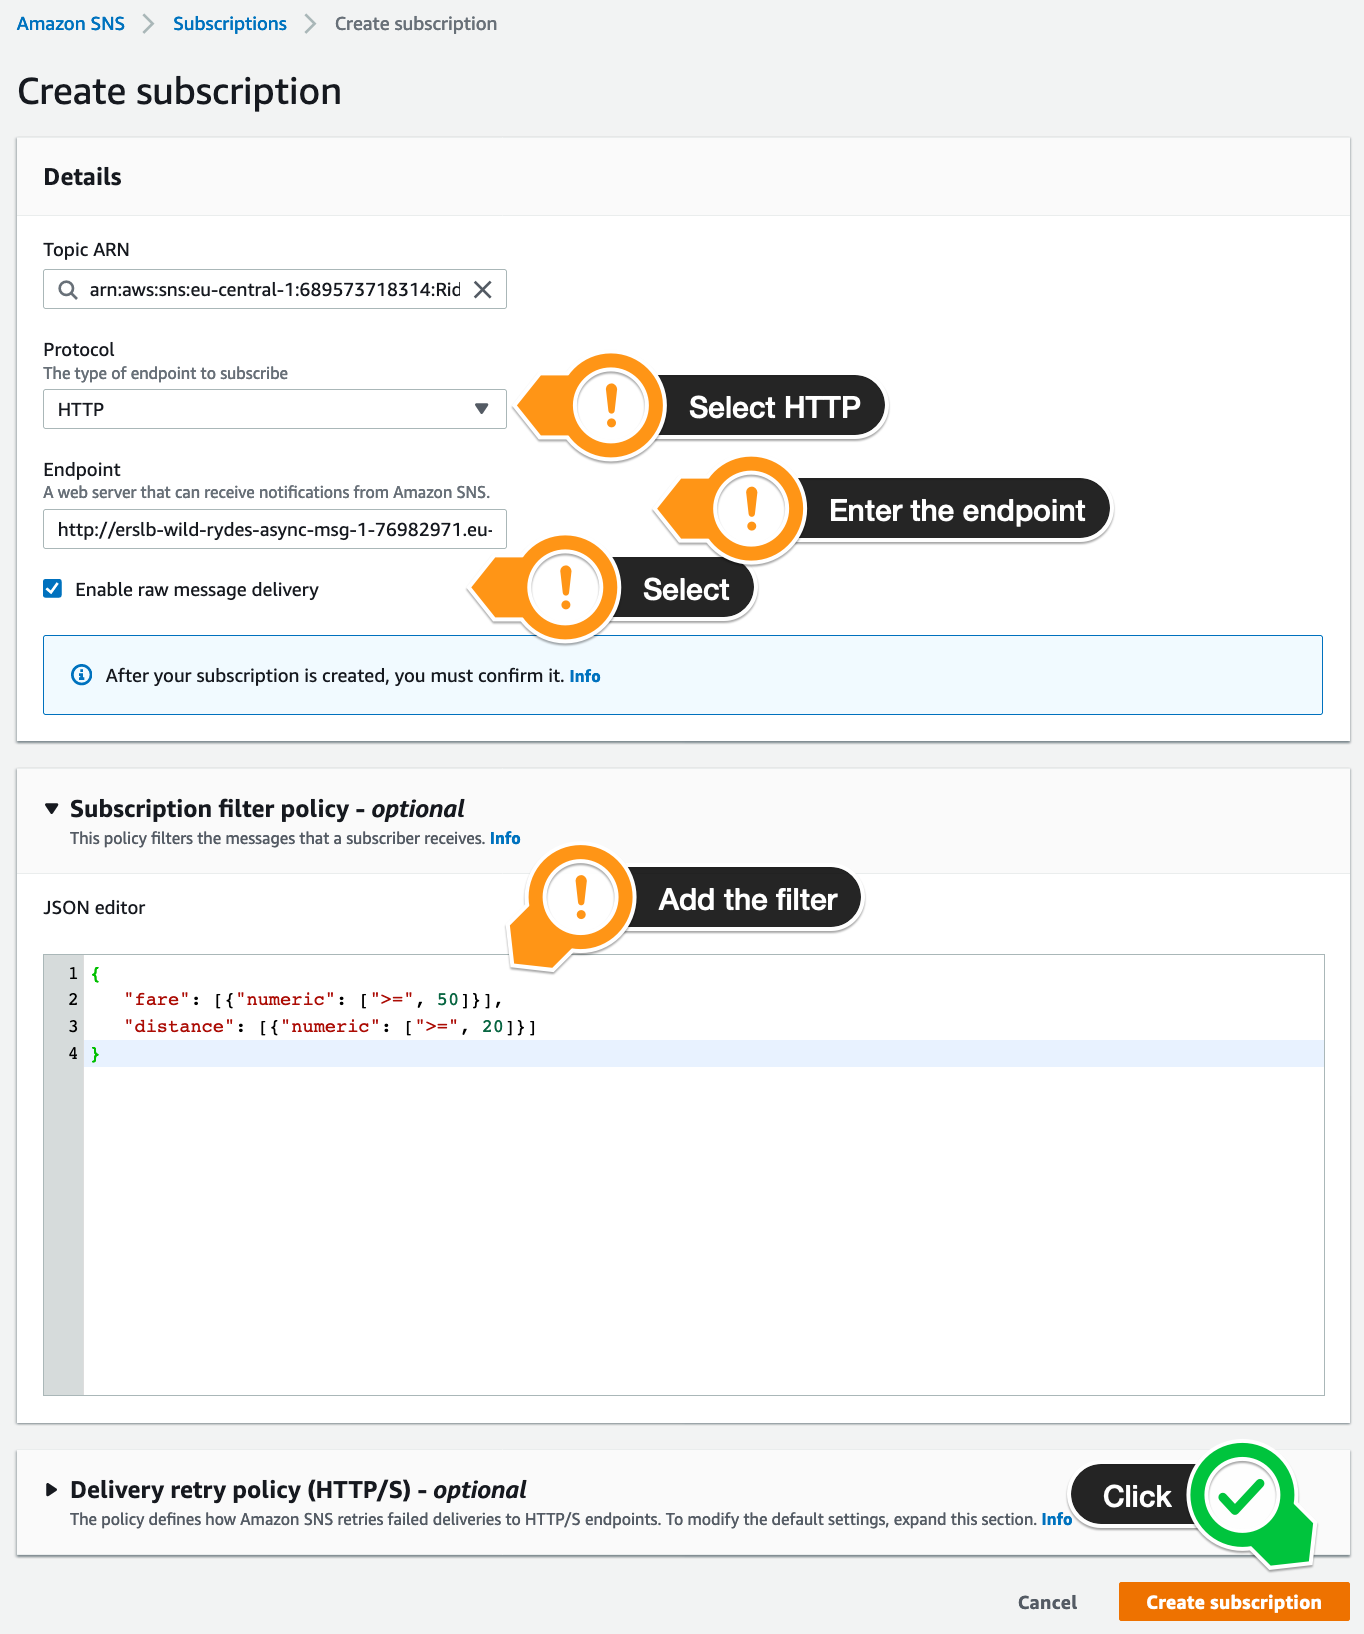 Amazon SNS > Subscriptions > Create subscription
Create subscription
Details
Topic ARN
arn:aws:sns:eu-central-1:689573718314:Rid
Protocol
The type of endpoint to subscribe
HTTP
! Select HTTP
Endpoint
A web server that can receive notifications from Amazon SNS.
! Enter the endpoint
http://erslb-wild-rydes-async-msg-1-76982971.eu-
Enable raw message delivery
! Select
After your subscription is created, you must confirm it. Info
Subscription filter policy - optional
This policy filters the messages that a subscriber receives. Info
! Add the filter
JSON editor
1 {
2 "fare": [{"numeric": [">=", 50]}],
3 "distance": [{"numeric": [">=", 20]}]
4 }
Delivery retry policy (HTTP/S) - optional
The policy defines how Amazon SNS retries failed deliveries to HTTP/S endpoints. To modify the default settings, expand this section. Info
Click
Cancel
Create subscription